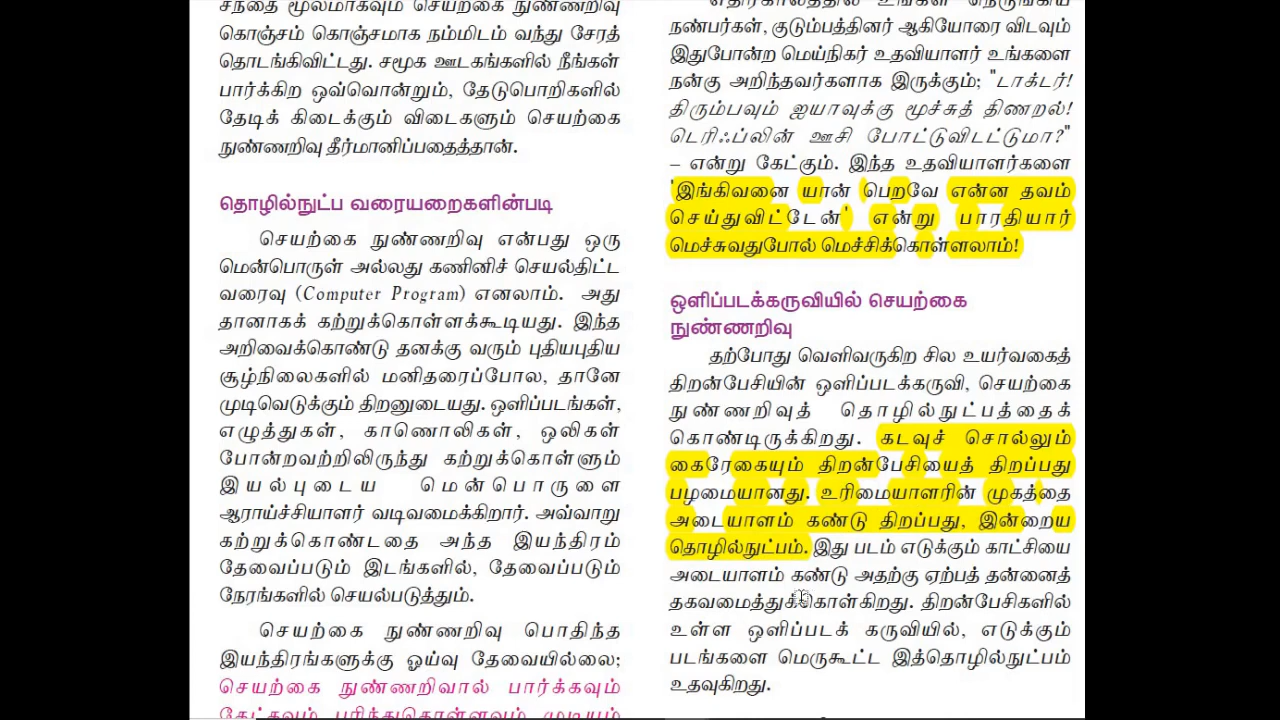 சந்தை மூலமாகவும் செயற்கை நுண்ணறிவு
கொஞ்சம் கொஞ்சமாக நம்மிடம் வந்து சேரத்
தொடங்கிவிட்டது. சமூக ஊடகங்களில் நீங்கள்
பார்க்கிற ஒவ்வொன்றும், தேடுபொறிகளில்
தேடிக் கிடைக்கும் விடைகளும் செயற்கை
நுண்ணறிவு தீர்மானிப்பதைத்தான்.
தொழில்நுட்ப வரையறைகளின்படி
செயற்கை நுண்ணறிவு என்பது ஒரு
மென்பொருள் அல்லது கணினிச் செயல்திட்ட
வரைவு (Computer Program) எனலாம். அது
தானாகக் கற்றுக்கொள்ளக்கூடியது. இந்த
அறிவைக்கொண்டு தனக்கு வரும் புதியபுதிய
சூழ்நிலைகளில் மனிதரைப்போல, தானே
முடிவெடுக்கும் திறனுடையது. ஒளிப்படங்கள்,
எழுத்துகள், காணொலிகள், ஒலிகள்
போன்றவற்றிலிருந்து கற்றுக்கொள்ளும்
இயல்புடைய மென்பொருளை
ஆராய்ச்சியாளர் வடிவமைக்கிறார். அவ்வாறு
கற்றுக்கொண்டதை அந்த இயந்திரம்
தேவைப்படும் இடங்களில், தேவைப்படும்
நேரங்களில் செயல்படுத்தும்.
செயற்கை நுண்ணறிவு பொதிந்த
இயந்திரங்களுக்கு ஓய்வு தேவையில்லை;
செயற்கை நுண்ணறிவால் பார்க்கவும்
கேட்கவும் புரிந்துகொள்ளவும் முடியும்
எதிர்காலத்தில் உங்கள் நெருங்கிய
நண்பர்கள், குடும்பத்தினர் ஆகியோரை விடவும்
இதுபோன்ற மெய்நிகர் உதவியாளர் உங்களை
நன்கு அறிந்தவர்களாக இருக்கும்; "டாக்டர்!
திரும்பவும் ஐயாவுக்கு மூச்சுத் திணறல்!
டெரிஃப்லின் ஊசி போட்டுவிடட்டுமா?"
– என்று கேட்கும். இந்த உதவியாளர்களை
'இங்கிவனை யான் பெறவே என்ன தவம்
செய்துவிட்டேன்' என்று பாரதியார்
மெச்சுவதுபோல் மெச்சிக்கொள்ளலாம்!
ஒளிப்படக்கருவியில் செயற்கை
நுண்ணறிவு
தற்போது வெளிவருகிற சில உயர்வகைத்
திறன்பேசியின் ஒளிப்படக்கருவி, செயற்கை
நுண்ணறிவுத் தொழில்நுட்பத்தைக்
கொண்டிருக்கிறது. கடவுச் சொல்லும்
கைரேகையும் திறன்பேசியைத் திறப்பது
பழமையானது. உரிமையாளரின் முகத்தை
அடையாளம் கண்டு திறப்பது, இன்றைய
தொழில்நுட்பம். இது படம் எடுக்கும் காட்சியை
அடையாளம் கண்டு அதற்கு ஏற்பத் தன்னைத்
தகவமைத்துக்கொள்கிறது. திறன்பேசிகளில்
உள்ள ஒளிப்படக் கருவியில், எடுக்கும்
படங்களை மெருகூட்ட இத்தொழில்நுட்பம்
உதவுகிறது.